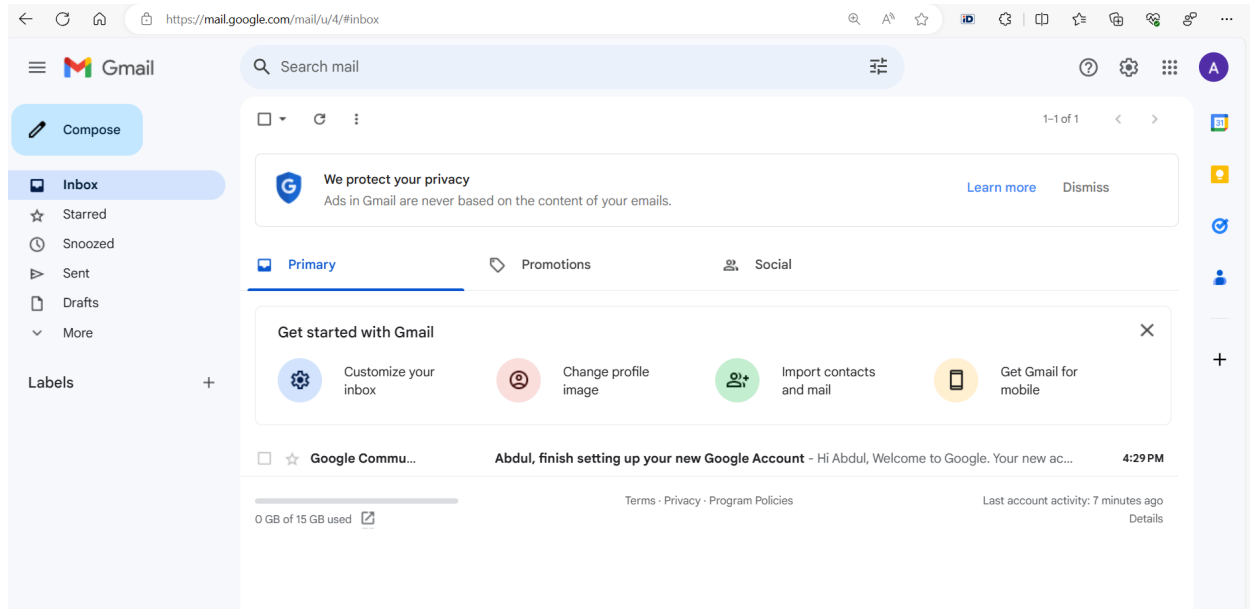 https://mail.google.com/mail/u/4/#inbox
Gmail
Search mail
A
Compose
1–1 of 1
31
We protect your privacy
Learn more
Dismiss
Ads in Gmail are never based on the content of your emails.
Inbox
Starred
Snoozed
Sent
Drafts
More
Labels
Primary
Promotions
Social
Get started with Gmail
Customize your
inbox
Change profile
image
Import contacts
and mail
Get Gmail for
mobile
Google Commu...
Abdul, finish setting up your new Google Account - Hi Abdul, Welcome to Google. Your new ac...
4:29 PM
0 GB of 15 GB used
Terms · Privacy · Program Policies
Last account activity: 7 minutes ago
Details